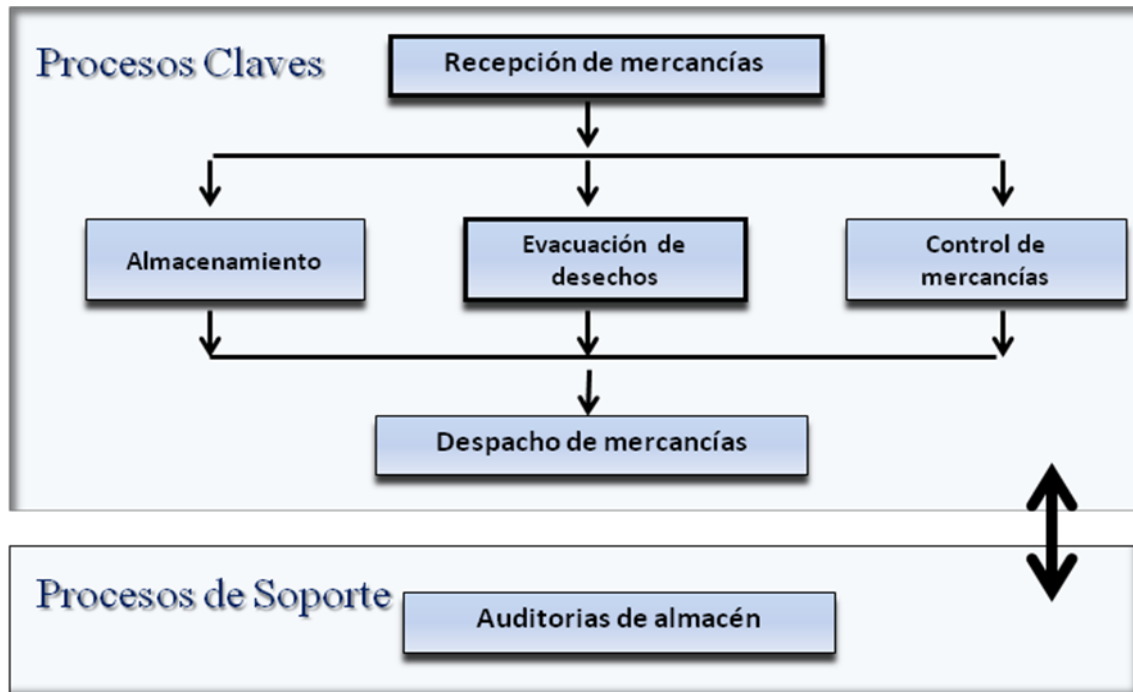 Procesos Claves
Recepción de mercancías
Almacenamiento
Evacuación de
desechos
Control de
mercancías
Despacho de mercancías
Procesos de Soporte
Auditorias de almacén